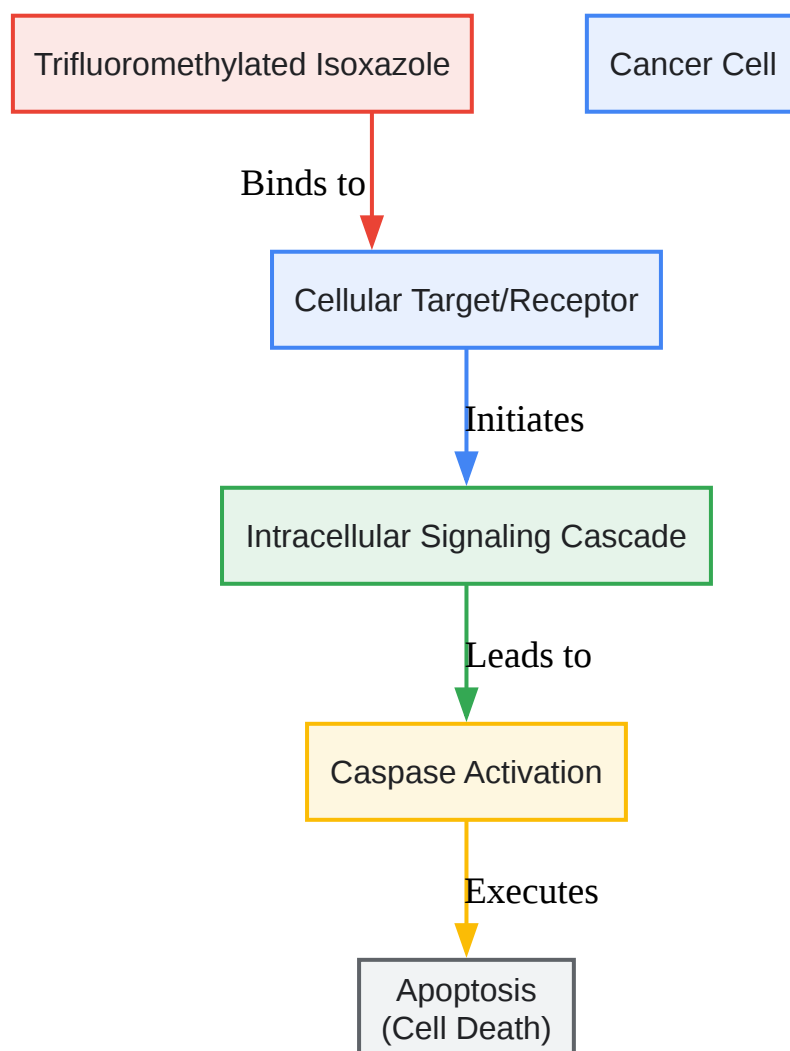 Trifluoromethylated Isoxazole
Cancer Cell
Binds to
Cellular Target/Receptor
Initiates
Intracellular Signaling Cascade
Leads to
Caspase Activation
Executes
Apoptosis
(Cell Death)